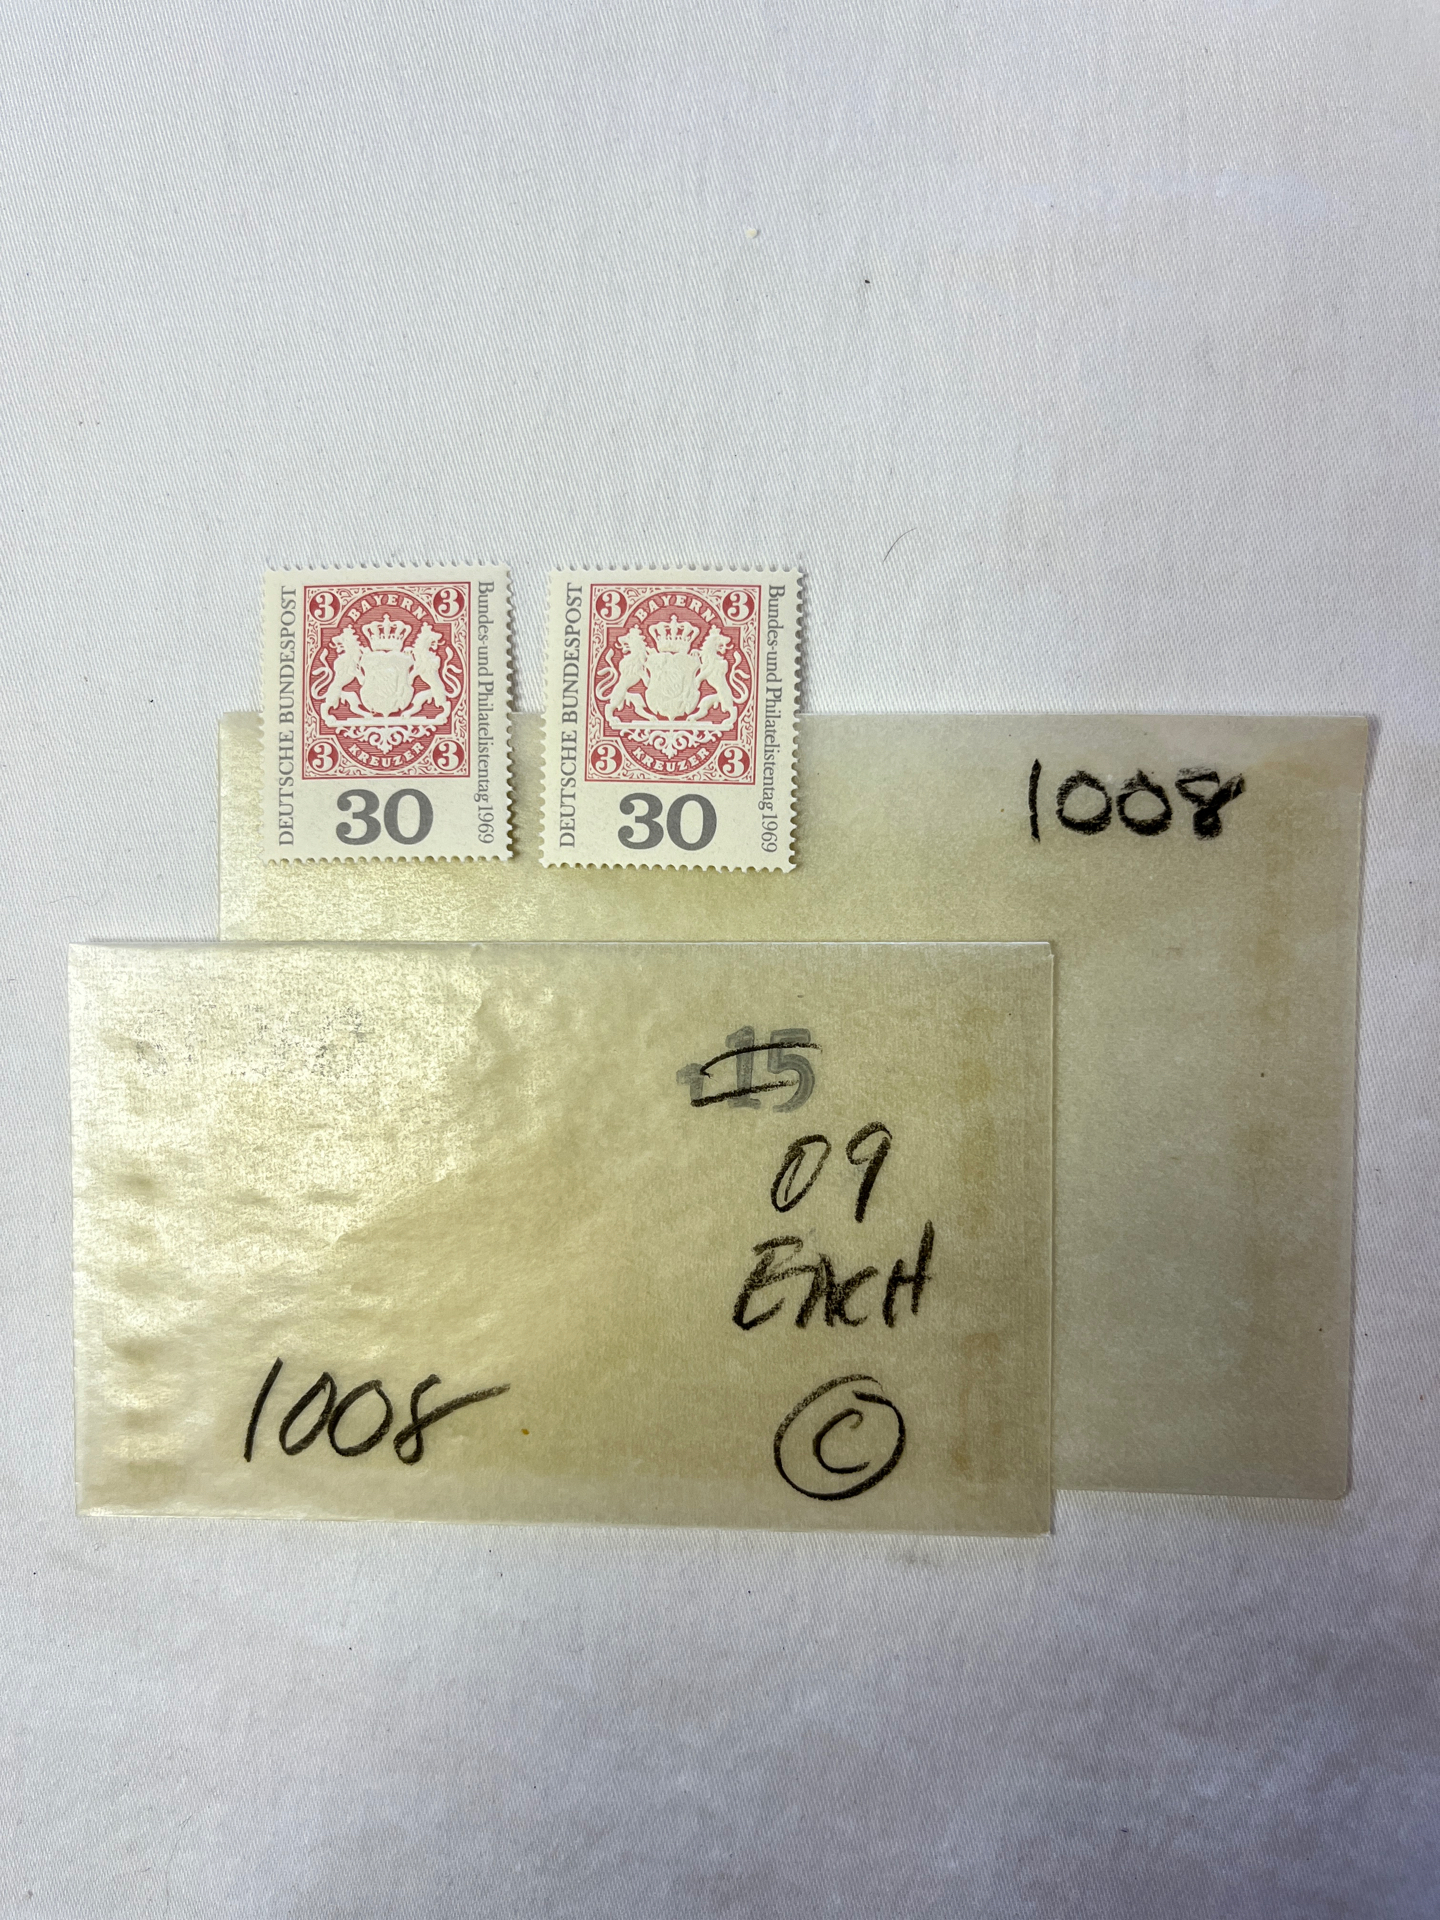 DEUTSCHE BUNDESPOST
3 BAYERN 3
3 KREUZER 3
30
Bundes-und Philatelistentag 1969
DEUTSCHE BUNDESPOST
3 BAYERN 3
3 KREUZER 3
30
Bundes-und Philatelistentag 1969
1008
.15
09
EACH
1008
C